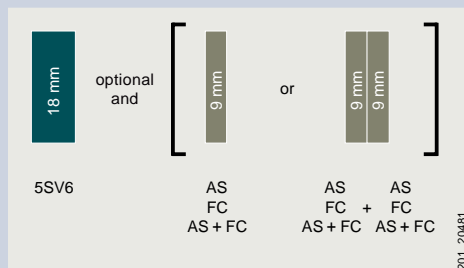 18 mm
optional
and
9 mm
or
9 mm
9 mm
5SV6
AS
FC
AS + FC
AS AS
FC + FC
AS + FC AS + FC
201_20481